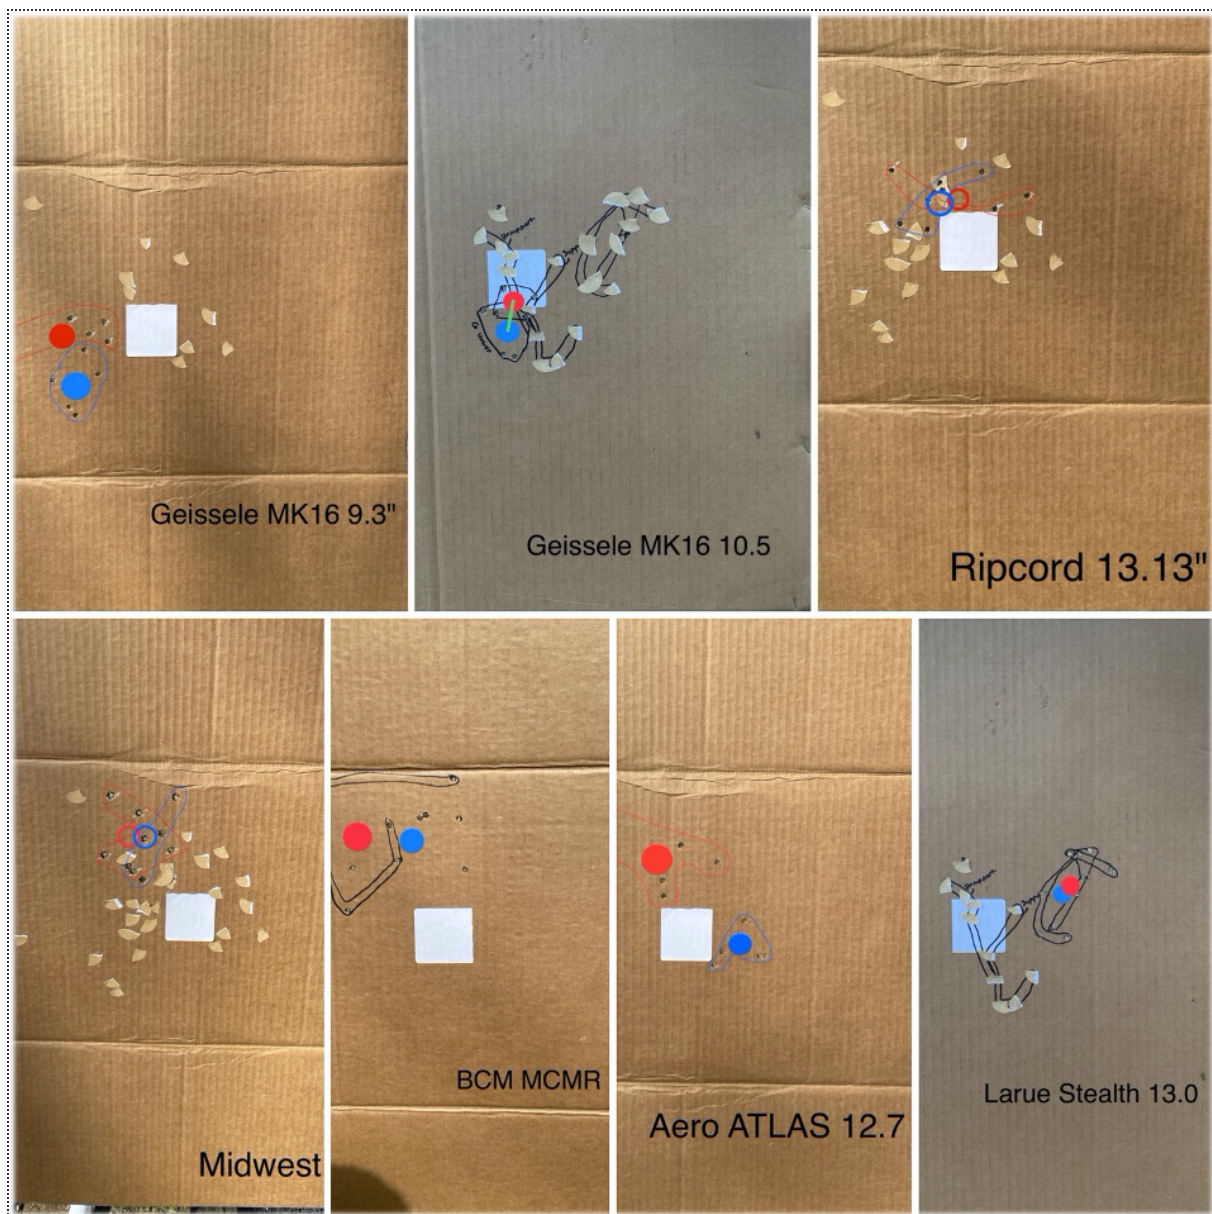 Geissele MK16 9.3"
Geissele MK16 10.5
Ripcord 13.13"
Midwest
BCM MCMR
Aero ATLAS 12.7
Larue Stealth 13.0